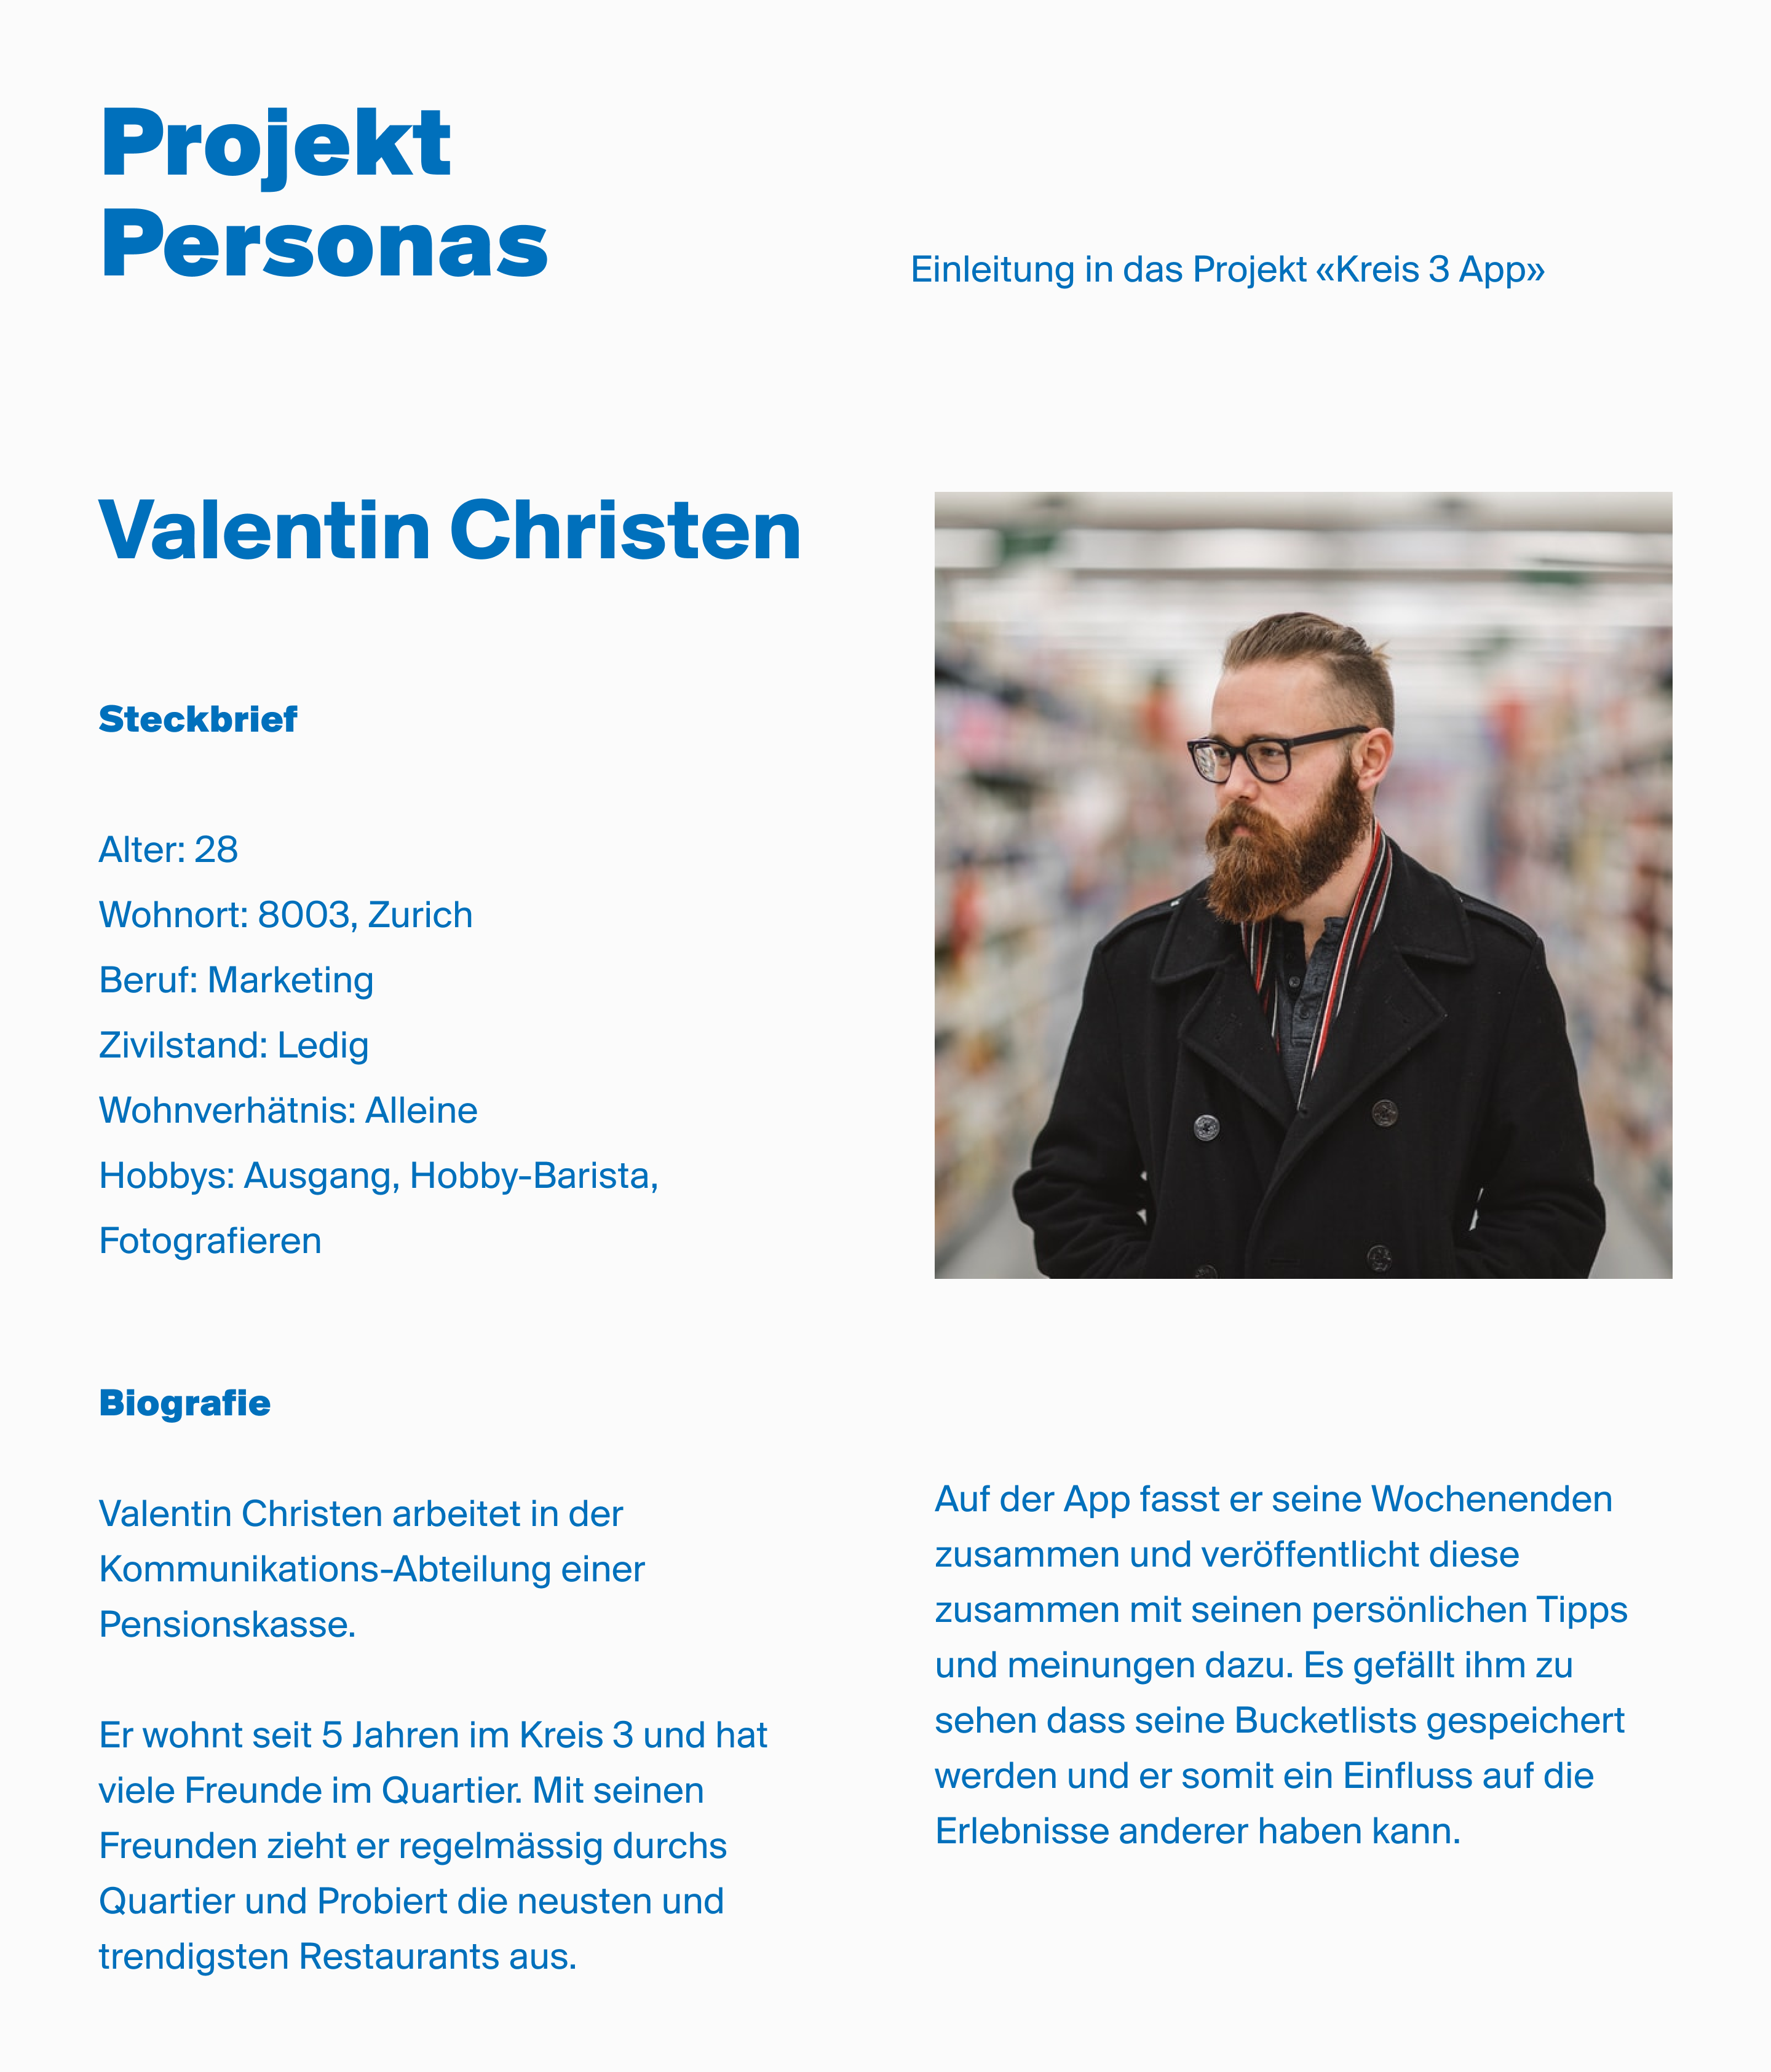 Projekt
Personas
Einleitung in das Projekt «Kreis 3 App»
Valentin Christen
Steckbrief
Alter: 28
Wohnort: 8003, Zurich
Beruf: Marketing
Zivilstand: Ledig
Wohnverhätnis: Alleine
Hobbys: Ausgang, Hobby-Barista,
Fotografieren
Biografie
Valentin Christen arbeitet in der
Kommunikations-Abteilung einer
Pensionskasse.
Er wohnt seit 5 Jahren im Kreis 3 und hat
viele Freunde im Quartier. Mit seinen
Freunden zieht er regelmässig durchs
Quartier und Probiert die neusten und
trendigsten Restaurants aus.
Auf der App fasst er seine Wochenenden
zusammen und veröffentlicht diese
zusammen mit seinen persönlichen Tipps
und meinungen dazu. Es gefällt ihm zu
sehen dass seine Bucketlists gespeichert
werden und er somit ein Einfluss auf die
Erlebnisse anderer haben kann.